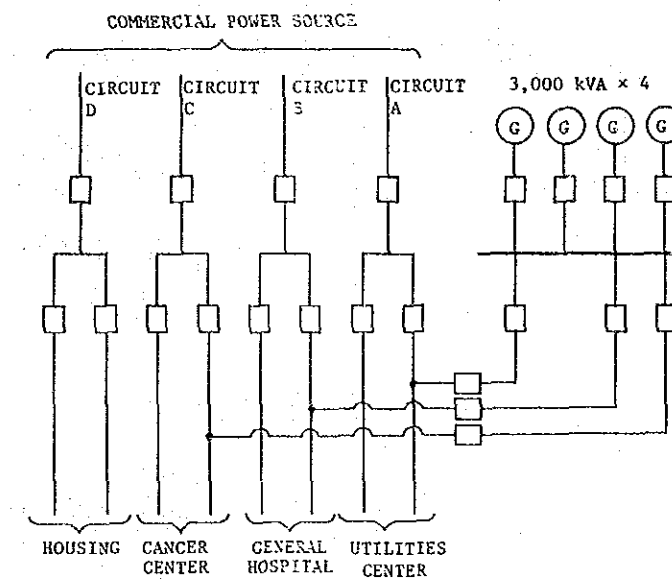 COMMERCIAL POWER SOURCE
CIRCUIT D
CIRCUIT C
CIRCUIT B
CIRCUIT A
3,000 kVA × 4
G G G G
HOUSING
CANCER CENTER
GENERAL HOSPITAL
UTILITIES CENTER